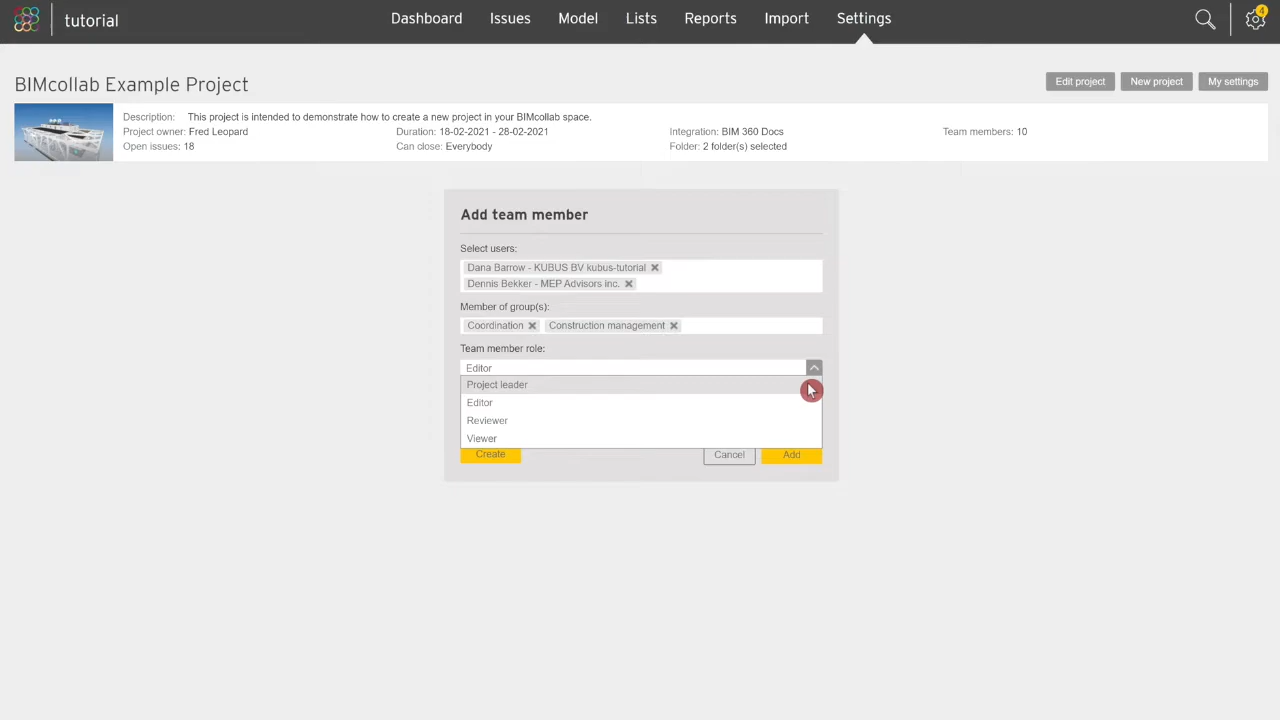 tutorial
Dashboard Issues Model Lists Reports Import Settings
4
BIMcollab Example Project
Edit project New project My settings
Description: This project is intended to demonstrate how to create a new project in your BIMcollab space.
Project owner: Fred Leopard Duration: 18-02-2021 - 28-02-2021 Integration: BIM 360 Docs Team members: 10
Open issues: 18 Can close: Everybody Folder: 2 folder(s) selected
Add team member
Select users:
Dana Barrow - KUBUS BV kubus-tutorial
Dennis Bekker - MEP Advisors inc.
Member of group(s):
Coordination Construction management
Team member role:
Editor
Project leader
Editor
Reviewer
Viewer
Create Cancel Add